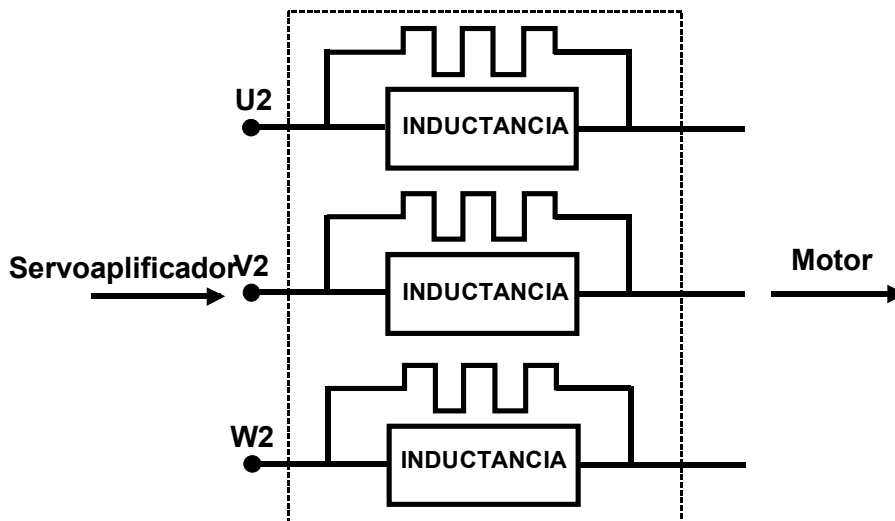 U2
INDUCTANCIA
Servoaplificador
V2
INDUCTANCIA
Motor
W2
INDUCTANCIA